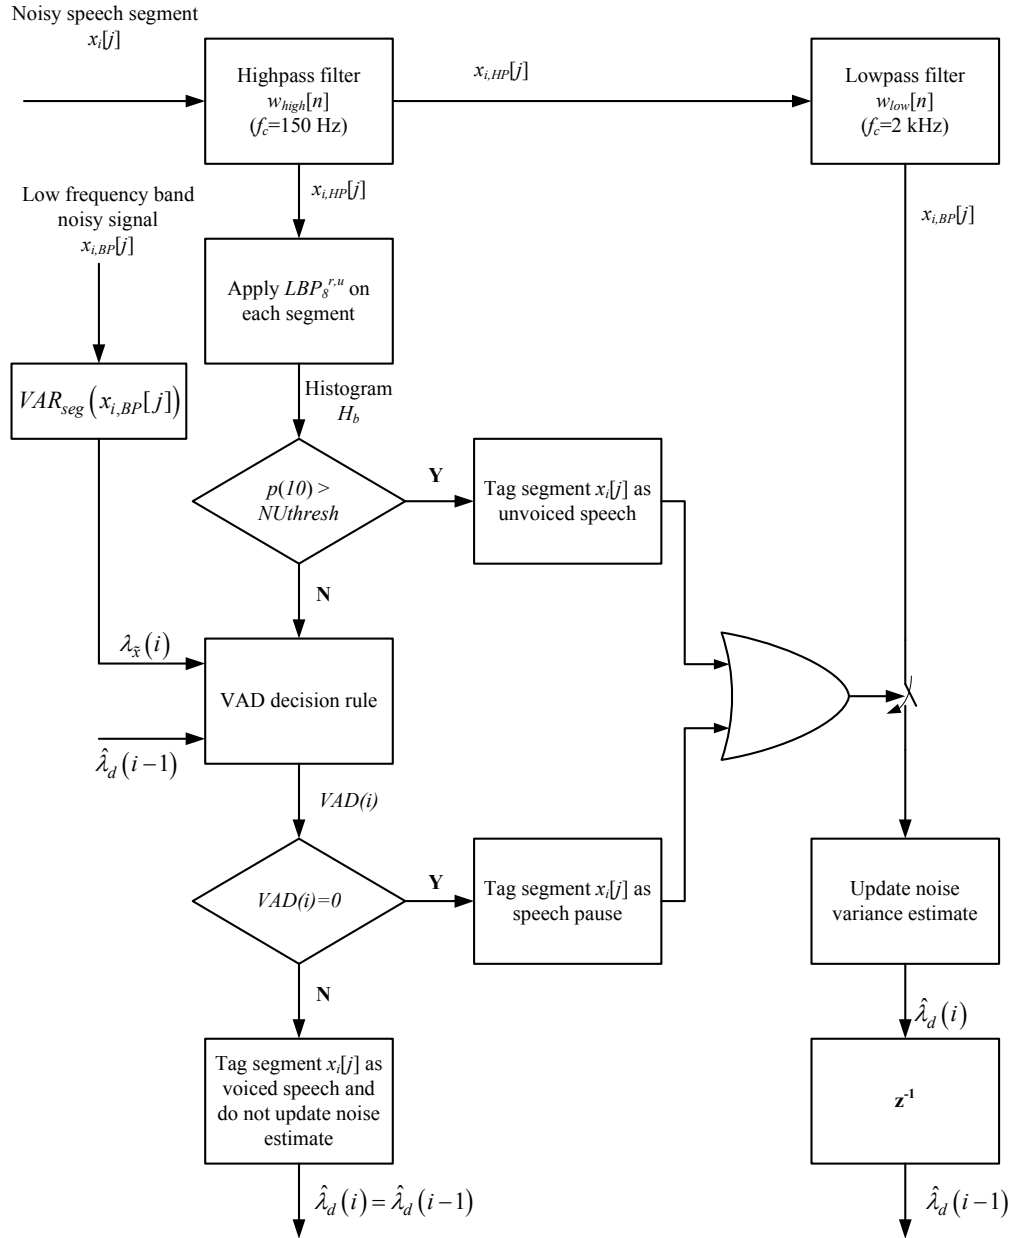 Noisy speech segment
x_i[j]
Highpass filter
w_high[n]
(f_c=150 Hz)
x_i,HP[j]
Lowpass filter
w_low[n]
(f_c=2 kHz)
x_i,HP[j]
Low frequency band
noisy signal
x_i,BP[j]
x_i,BP[j]
Apply LBP_8^r,u on
each segment
VAR_seg(x_i,BP[j])
Histogram
H_b
p(10) >
NUthresh
Y
Tag segment x_i[j] as
unvoiced speech
N
λ_x̃(i)
VAD decision rule
λ̂_d(i−1)
VAD(i)
VAD(i)=0
Y
Tag segment x_i[j] as
speech pause
Update noise
variance estimate
N
λ̂_d(i)
Tag segment x_i[j] as
voiced speech and
do not update noise
estimate
z^-1
λ̂_d(i) = λ̂_d(i−1)
λ̂_d(i−1)